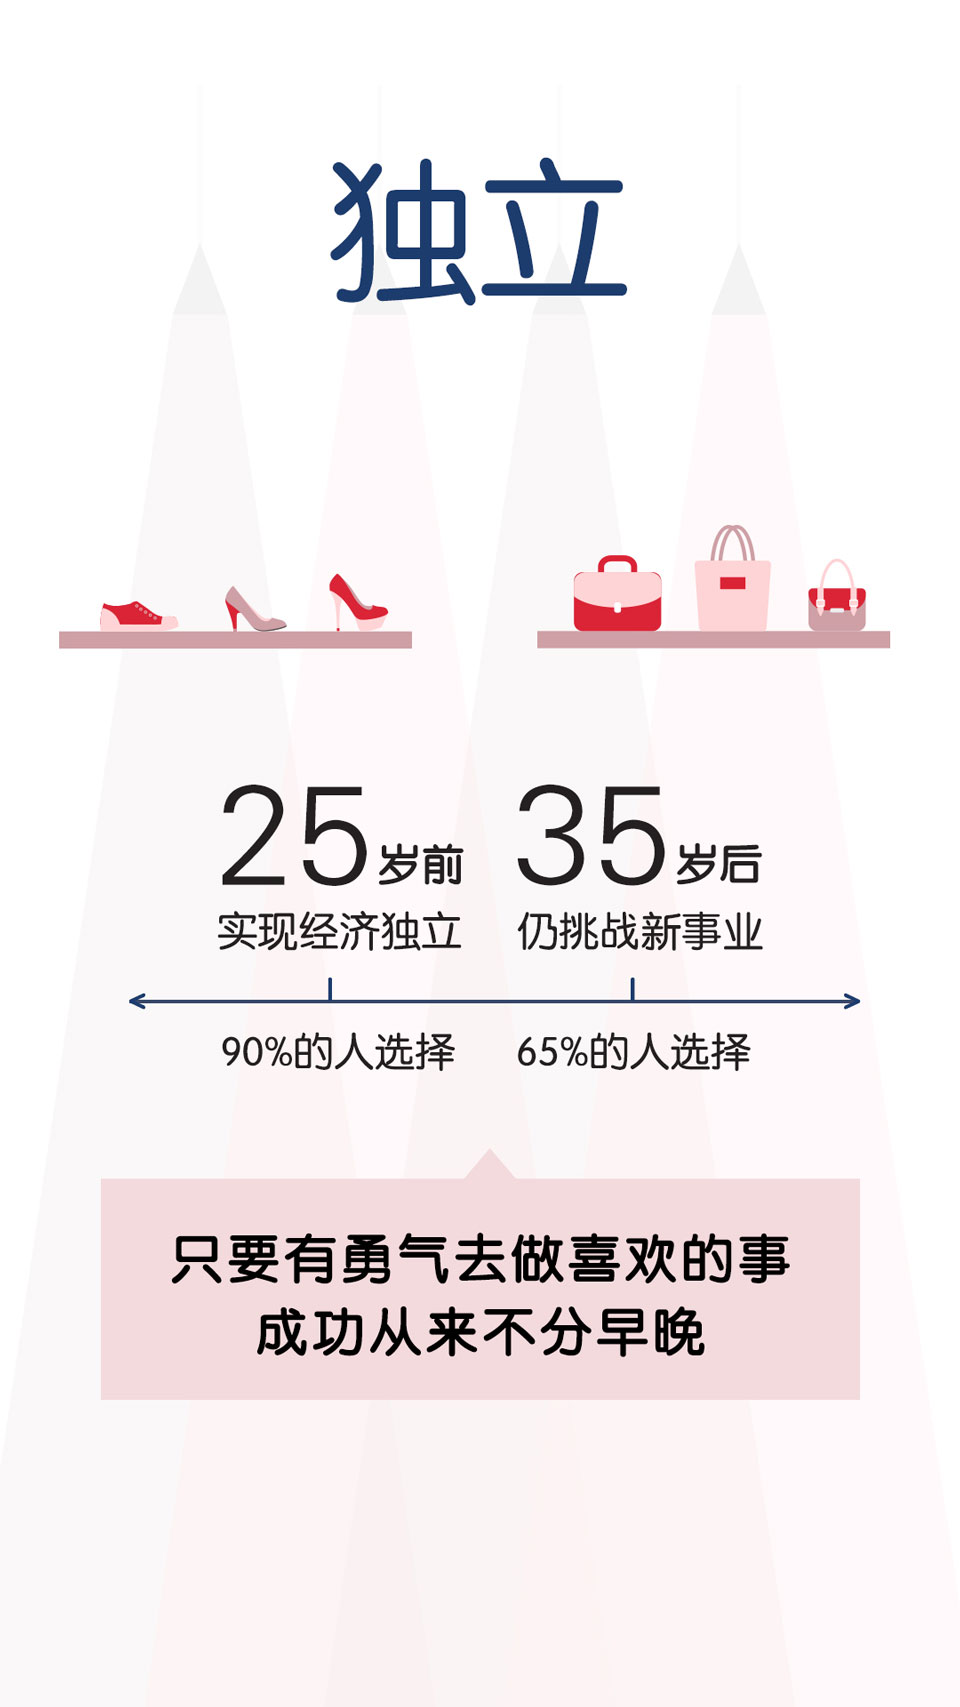 独立
25岁前 35岁后
实现经济独立 仍挑战新事业
90%的人选择 65%的人选择
只要有勇气去做喜欢的事
成功从来不分早晚